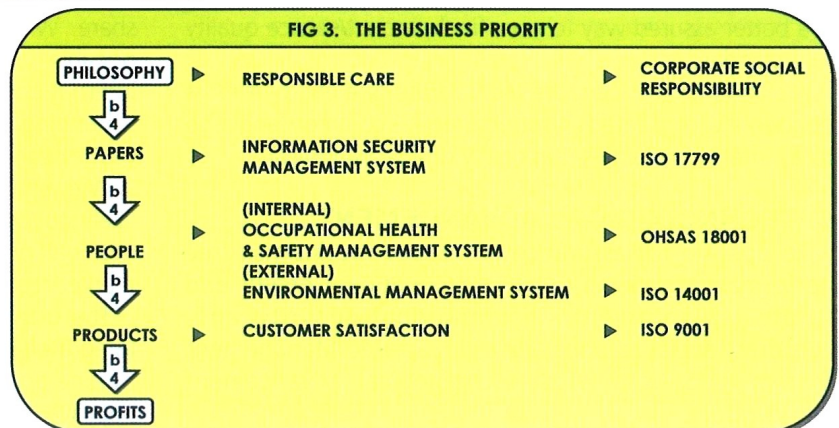 FIG 3. THE BUSINESS PRIORITY
PHILOSOPHY
RESPONSIBLE CARE
CORPORATE SOCIAL
RESPONSIBILITY
b
4
PAPERS
INFORMATION SECURITY
MANAGEMENT SYSTEM
ISO 17799
b
4
PEOPLE
(INTERNAL)
OCCUPATIONAL HEALTH
& SAFETY MANAGEMENT SYSTEM
(EXTERNAL)
ENVIRONMENTAL MANAGEMENT SYSTEM
OHSAS 18001
ISO 14001
b
4
PRODUCTS
CUSTOMER SATISFACTION
ISO 9001
b
4
PROFITS